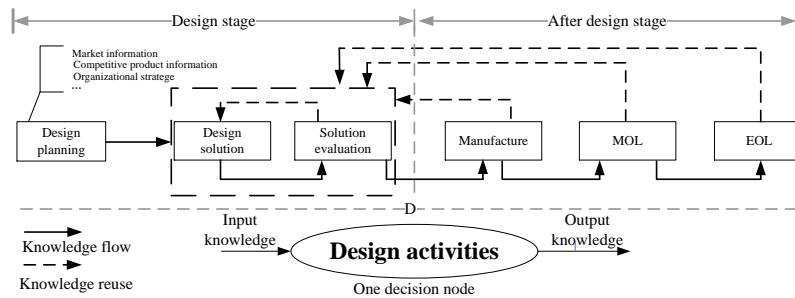 Design stage
After design stage
Market information
Competitive product information
Organizational stratege
...
Design
planning
Design
solution
Solution
evaluation
Manufacture
MOL
EOL
D
Input
knowledge
Output
knowledge
Design activities
One decision node
Knowledge flow
Knowledge reuse